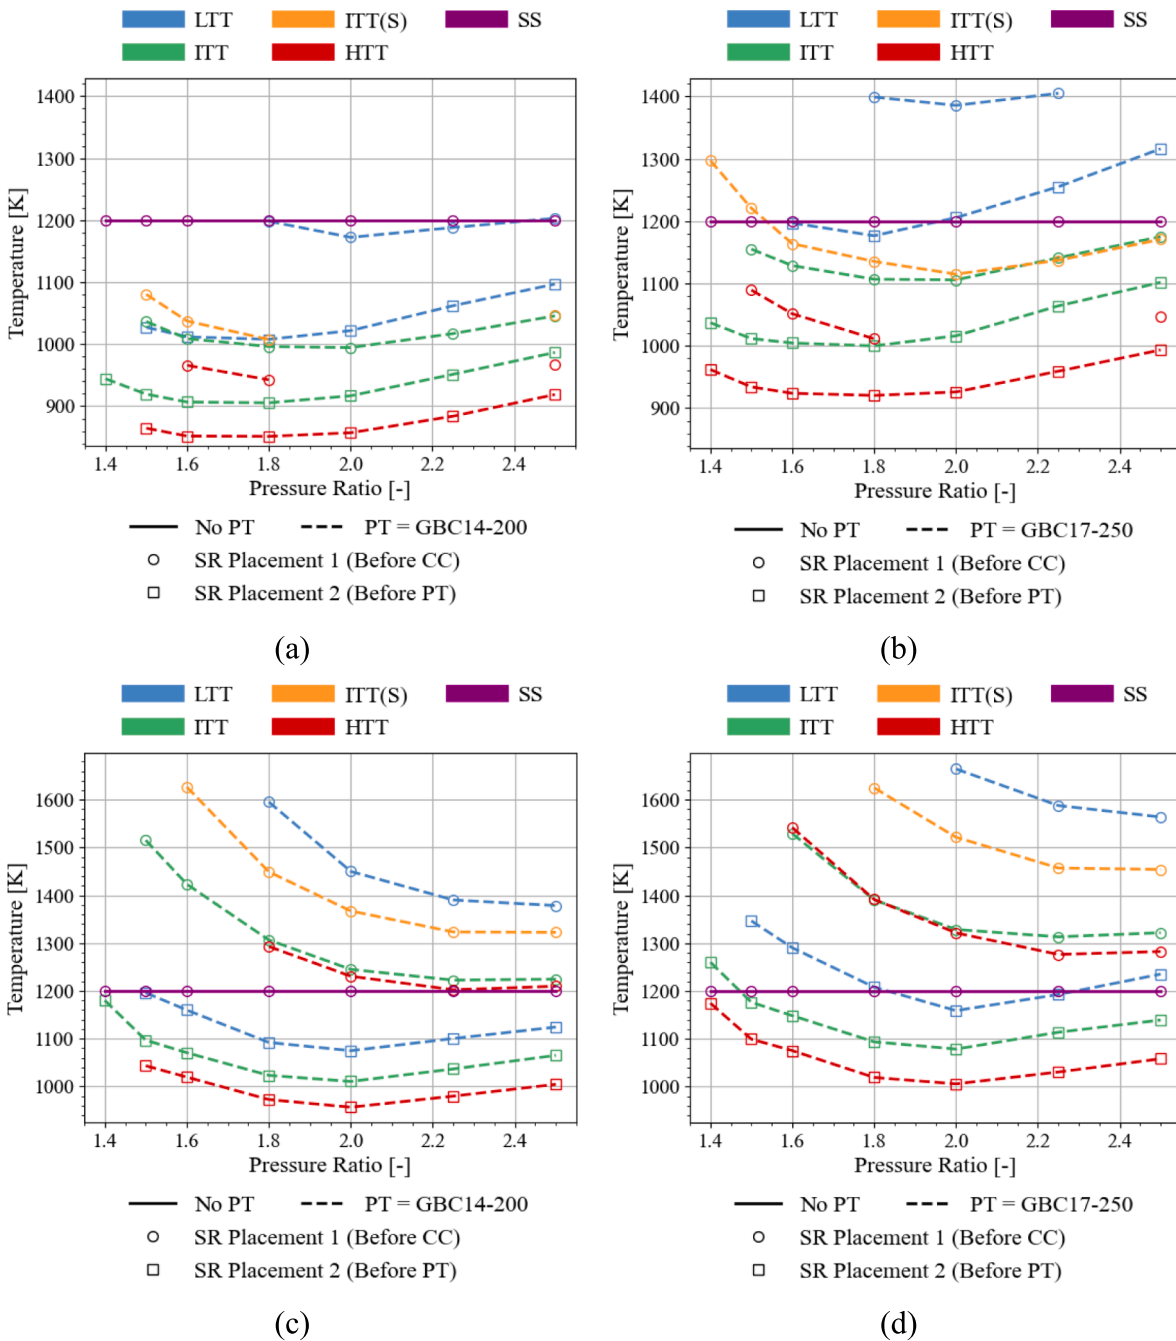 LTT ITT(S) SS
ITT HTT
LTT ITT(S) SS
ITT HTT
Temperature [K]
1400
1300
1200
1100
1000
900
1.4 1.6 1.8 2.0 2.2 2.4
Pressure Ratio [-]
No PT PT = GBC14-200
SR Placement 1 (Before CC)
SR Placement 2 (Before PT)
(a)
Temperature [K]
1400
1300
1200
1100
1000
900
1.4 1.6 1.8 2.0 2.2 2.4
Pressure Ratio [-]
No PT PT = GBC17-250
SR Placement 1 (Before CC)
SR Placement 2 (Before PT)
(b)
LTT ITT(S) SS
ITT HTT
Temperature [K]
1600
1500
1400
1300
1200
1100
1000
1.4 1.6 1.8 2.0 2.2 2.4
Pressure Ratio [-]
No PT PT = GBC14-200
SR Placement 1 (Before CC)
SR Placement 2 (Before PT)
(c)
LTT ITT(S) SS
ITT HTT
Temperature [K]
1600
1500
1400
1300
1200
1100
1000
1.4 1.6 1.8 2.0 2.2 2.4
Pressure Ratio [-]
No PT PT = GBC17-250
SR Placement 1 (Before CC)
SR Placement 2 (Before PT)
(d)